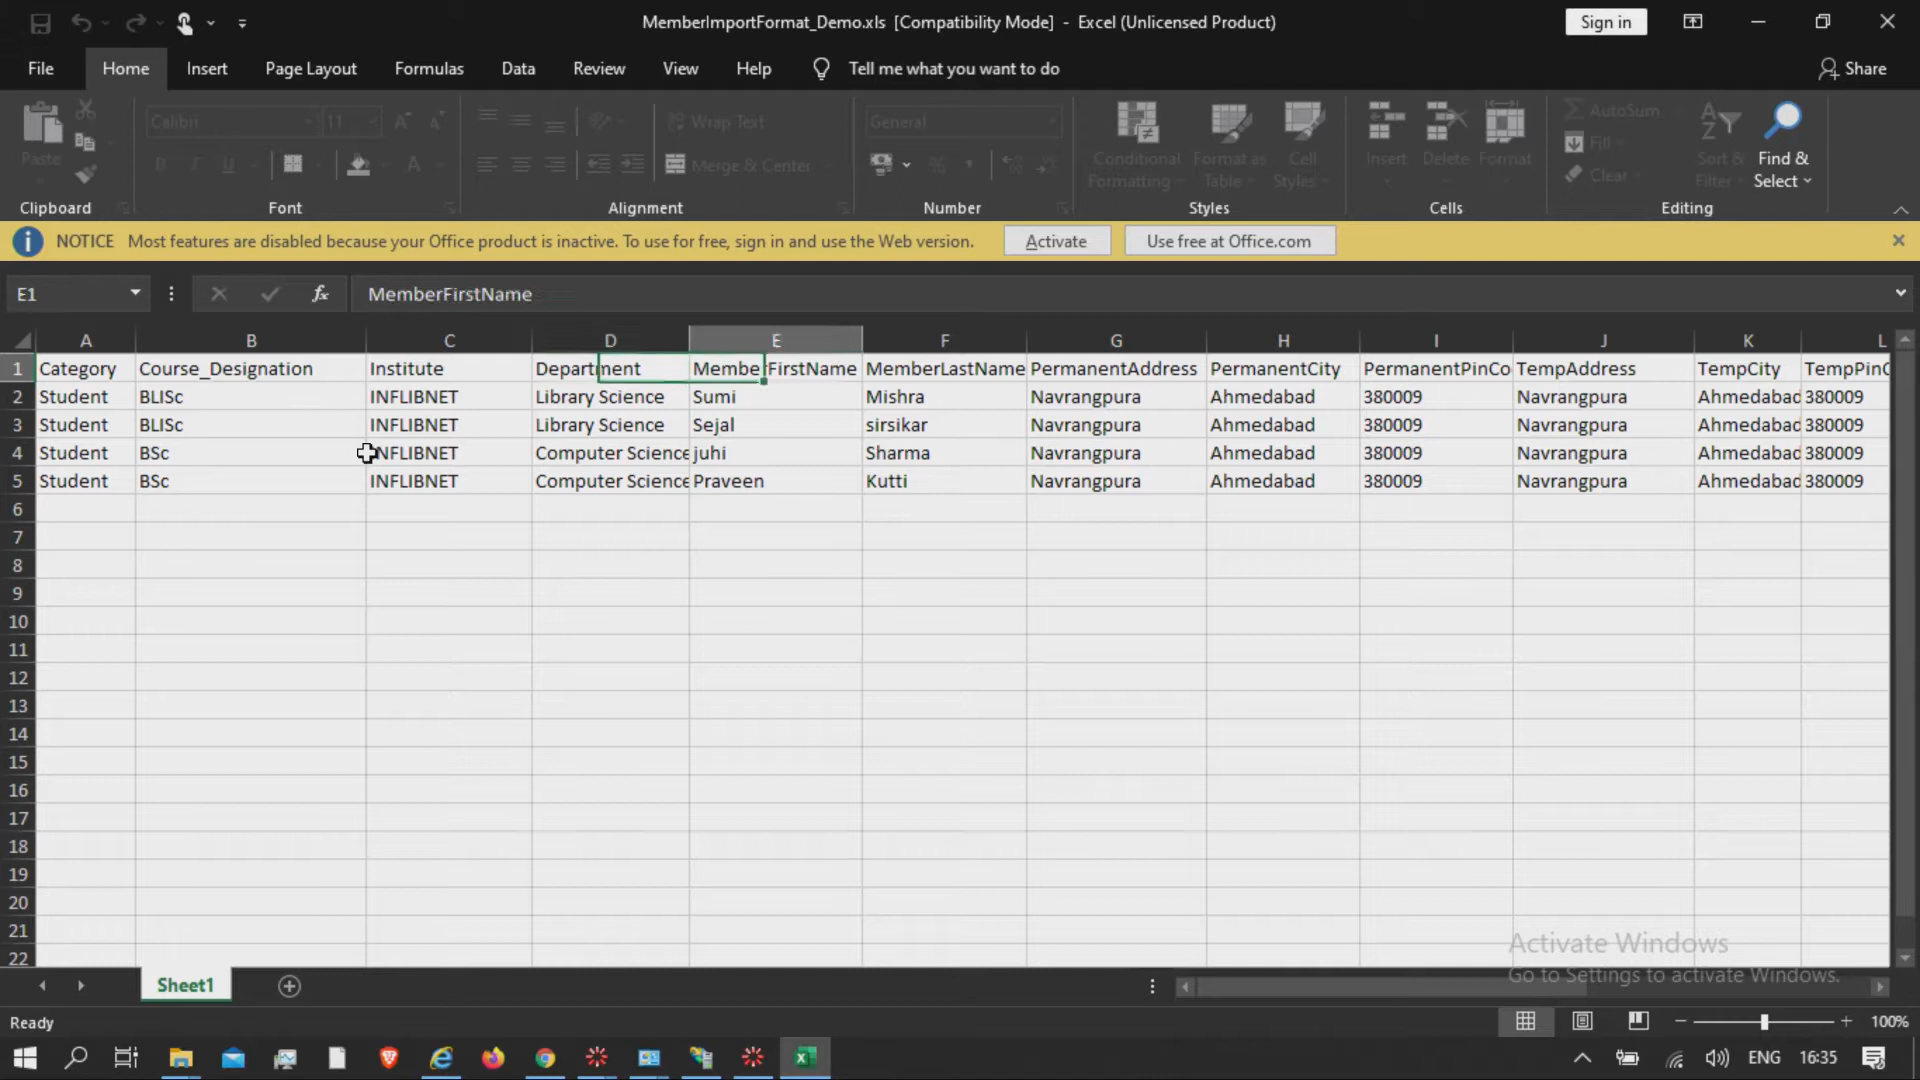 MemberImportFormat_Demo.xls [Compatibility Mode] - Excel (Unlicensed Product)
Sign in
File Home Insert Page Layout Formulas Data Review View Help Tell me what you want to do Share
Paste
Calibri 11
Wrap Text
Merge & Center
General
Conditional Formatting
Format as Table
Cell Styles
Insert Delete Format
AutoSum
Fill
Clear
Sort & Filter
Find & Select
Clipboard Font Alignment Number Styles Cells Editing
NOTICE Most features are disabled because your Office product is inactive. To use for free, sign in and use the Web version. Activate Use free at Office.com
E1 fx MemberFirstName
A B C D E F G H I J K L
1 Category Course_Designation Institute Department MemberFirstName MemberLastName PermanentAddress PermanentCity PermanentPinCo TempAddress TempCity TempPinC
2 Student BLISc INFLIBNET Library Science Sumi Mishra Navrangpura Ahmedabad 380009 Navrangpura Ahmedabad 380009
3 Student BLISc INFLIBNET Library Science Sejal sirsikar Navrangpura Ahmedabad 380009 Navrangpura Ahmedabad 380009
4 Student BSc INFLIBNET Computer Science juhi Sharma Navrangpura Ahmedabad 380009 Navrangpura Ahmedabad 380009
5 Student BSc INFLIBNET Computer Science Praveen Kutti Navrangpura Ahmedabad 380009 Navrangpura Ahmedabad 380009
6
7
8
9
10
11
12
13
14
15
16
17
18
19
20
21
22
Activate Windows
Go to Settings to activate Windows.
Sheet1
Ready 100%
ENG 16:35